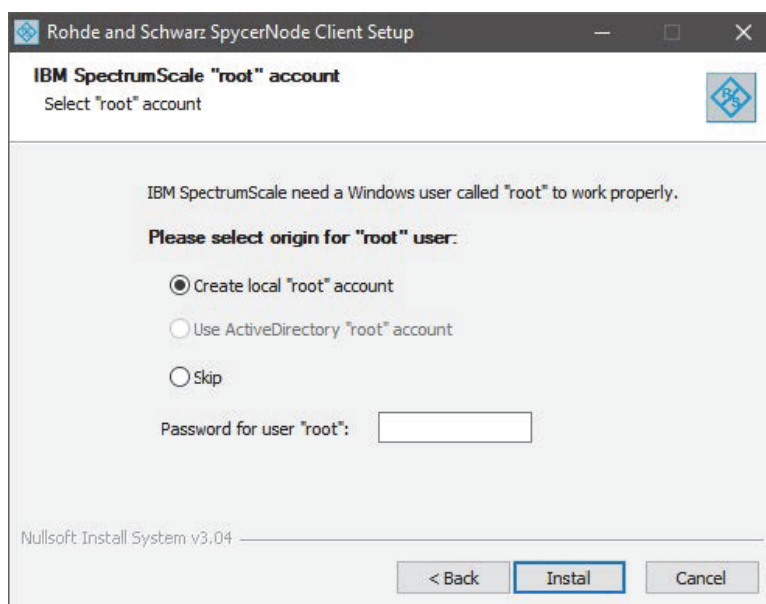 Rohde and Schwarz SpycerNode Client Setup
IBM SpectrumScale "root" account
Select "root" account
R
S
IBM SpectrumScale need a Windows user called "root" to work properly.
Please select origin for "root" user:
Create local "root" account
Use ActiveDirectory "root" account
Skip
Password for user "root":
Nullsoft Install System v3.04
< Back
Install
Cancel